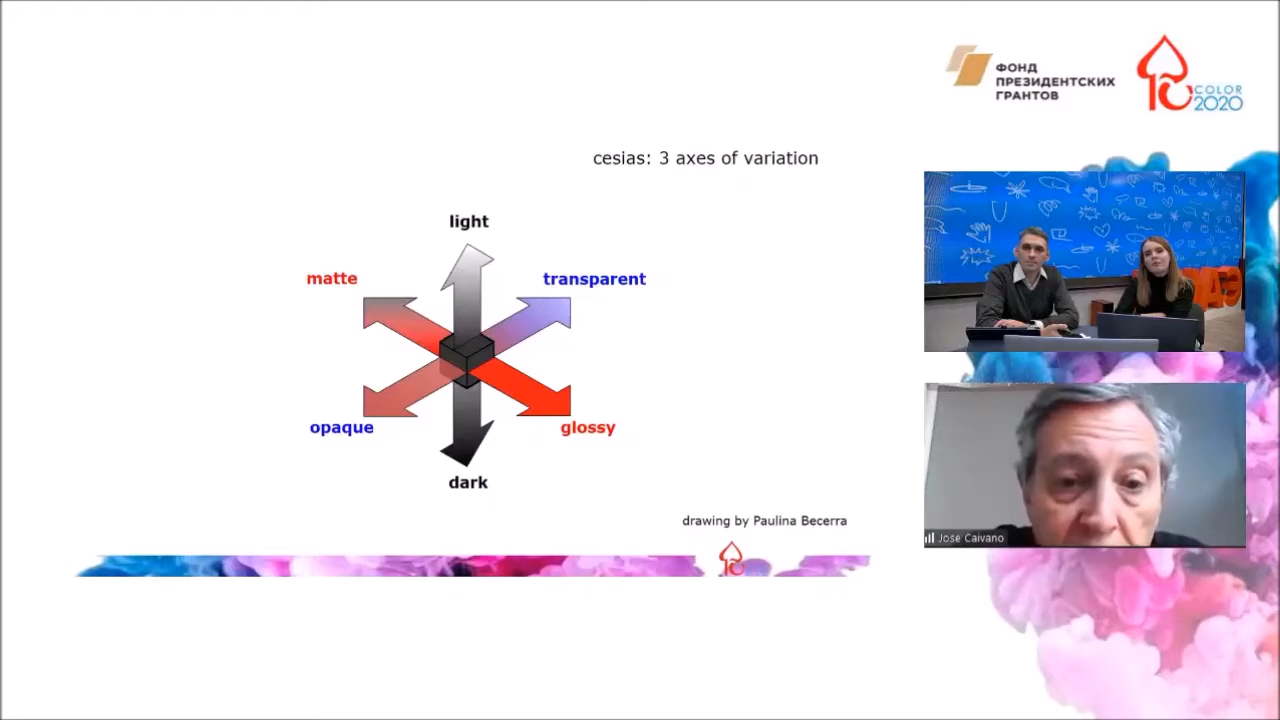 ФОНД
ПРЕЗИДЕНТСКИХ
ГРАНТОВ
COLOR
2020
cesias: 3 axes of variation
light
matte
transparent
opaque
glossy
dark
drawing by Paulina Becerra
Jose Caivano